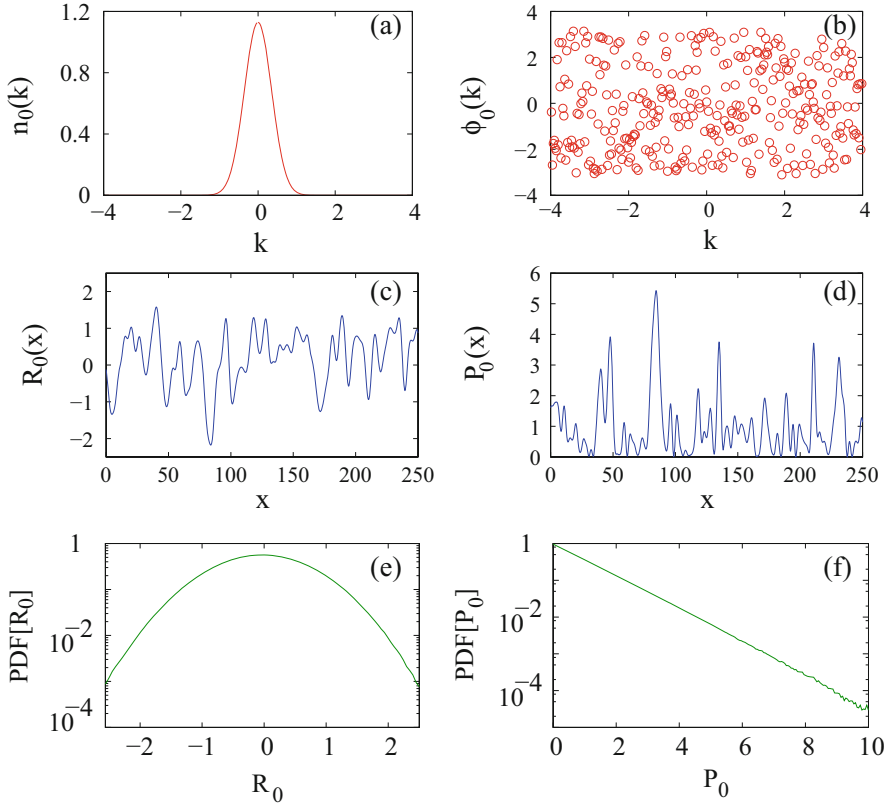 (a)
n₀(k)
1.2
0.8
0.4
0
−4 −2 0 2 4
k
(b)
ϕ₀(k)
4
2
0
−2
−4
−4 −2 0 2 4
k
(c)
R₀(x)
2
1
0
−1
−2
0 50 100 150 200 250
x
(d)
P₀(x)
6
5
4
3
2
1
0
0 50 100 150 200 250
x
(e)
PDF[R₀]
1
10⁻²
10⁻⁴
−2 −1 0 1 2
R₀
(f)
PDF[P₀]
1
10⁻²
10⁻⁴
0 2 4 6 8 10
P₀